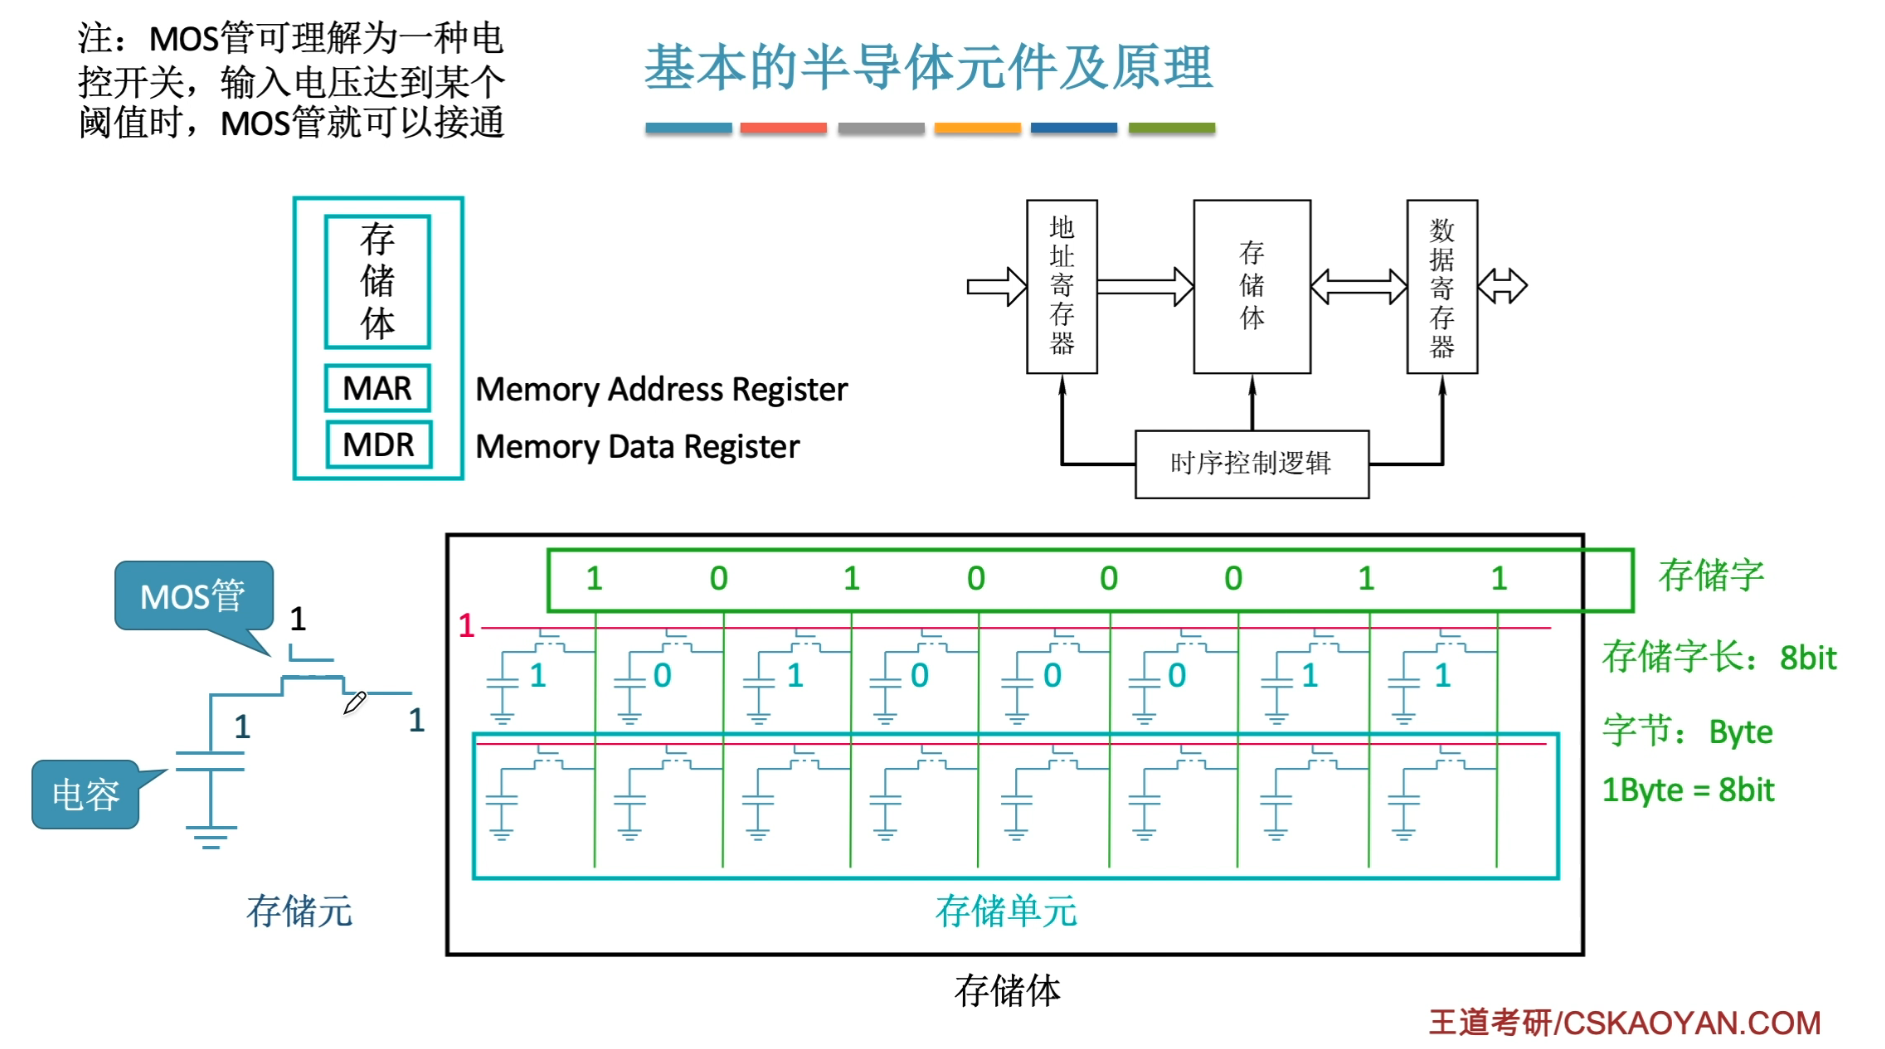 注：MOS管可理解为一种电
控开关，输入电压达到某个
阈值时，MOS管就可以接通
基本的半导体元件及原理
存储体
MAR
Memory Address Register
MDR
Memory Data Register
地址寄存器
存储体
数据寄存器
时序控制逻辑
MOS管
1
1
1
电容
存储元
1 0 1 0 0 0 1 1
存储字
1
1 0 1 0 0 0 1 1
存储字长：8bit
字节：Byte
1Byte = 8bit
存储单元
存储体
王道考研/CSKAOYAN.COM